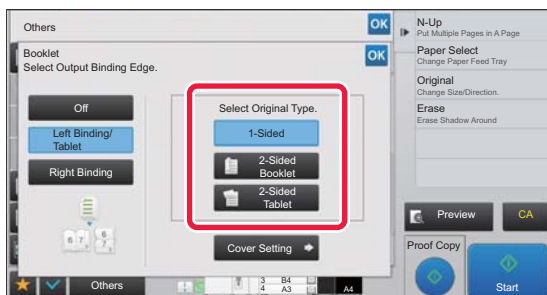 Others
OK
Booklet
OK
Select Output Binding Edge.
Off
Left Binding/
Tablet
Right Binding
Select Original Type.
1-Sided
2-Sided
Booklet
2-Sided
Tablet
Cover Setting
N-Up
Put Multiple Pages in A Page
Paper Select
Change Paper Feed Tray
Original
Change Size/Direction.
Erase
Erase Shadow Around
Preview
CA
Proof Copy
Start
Others
3 B4
4 A3
A4